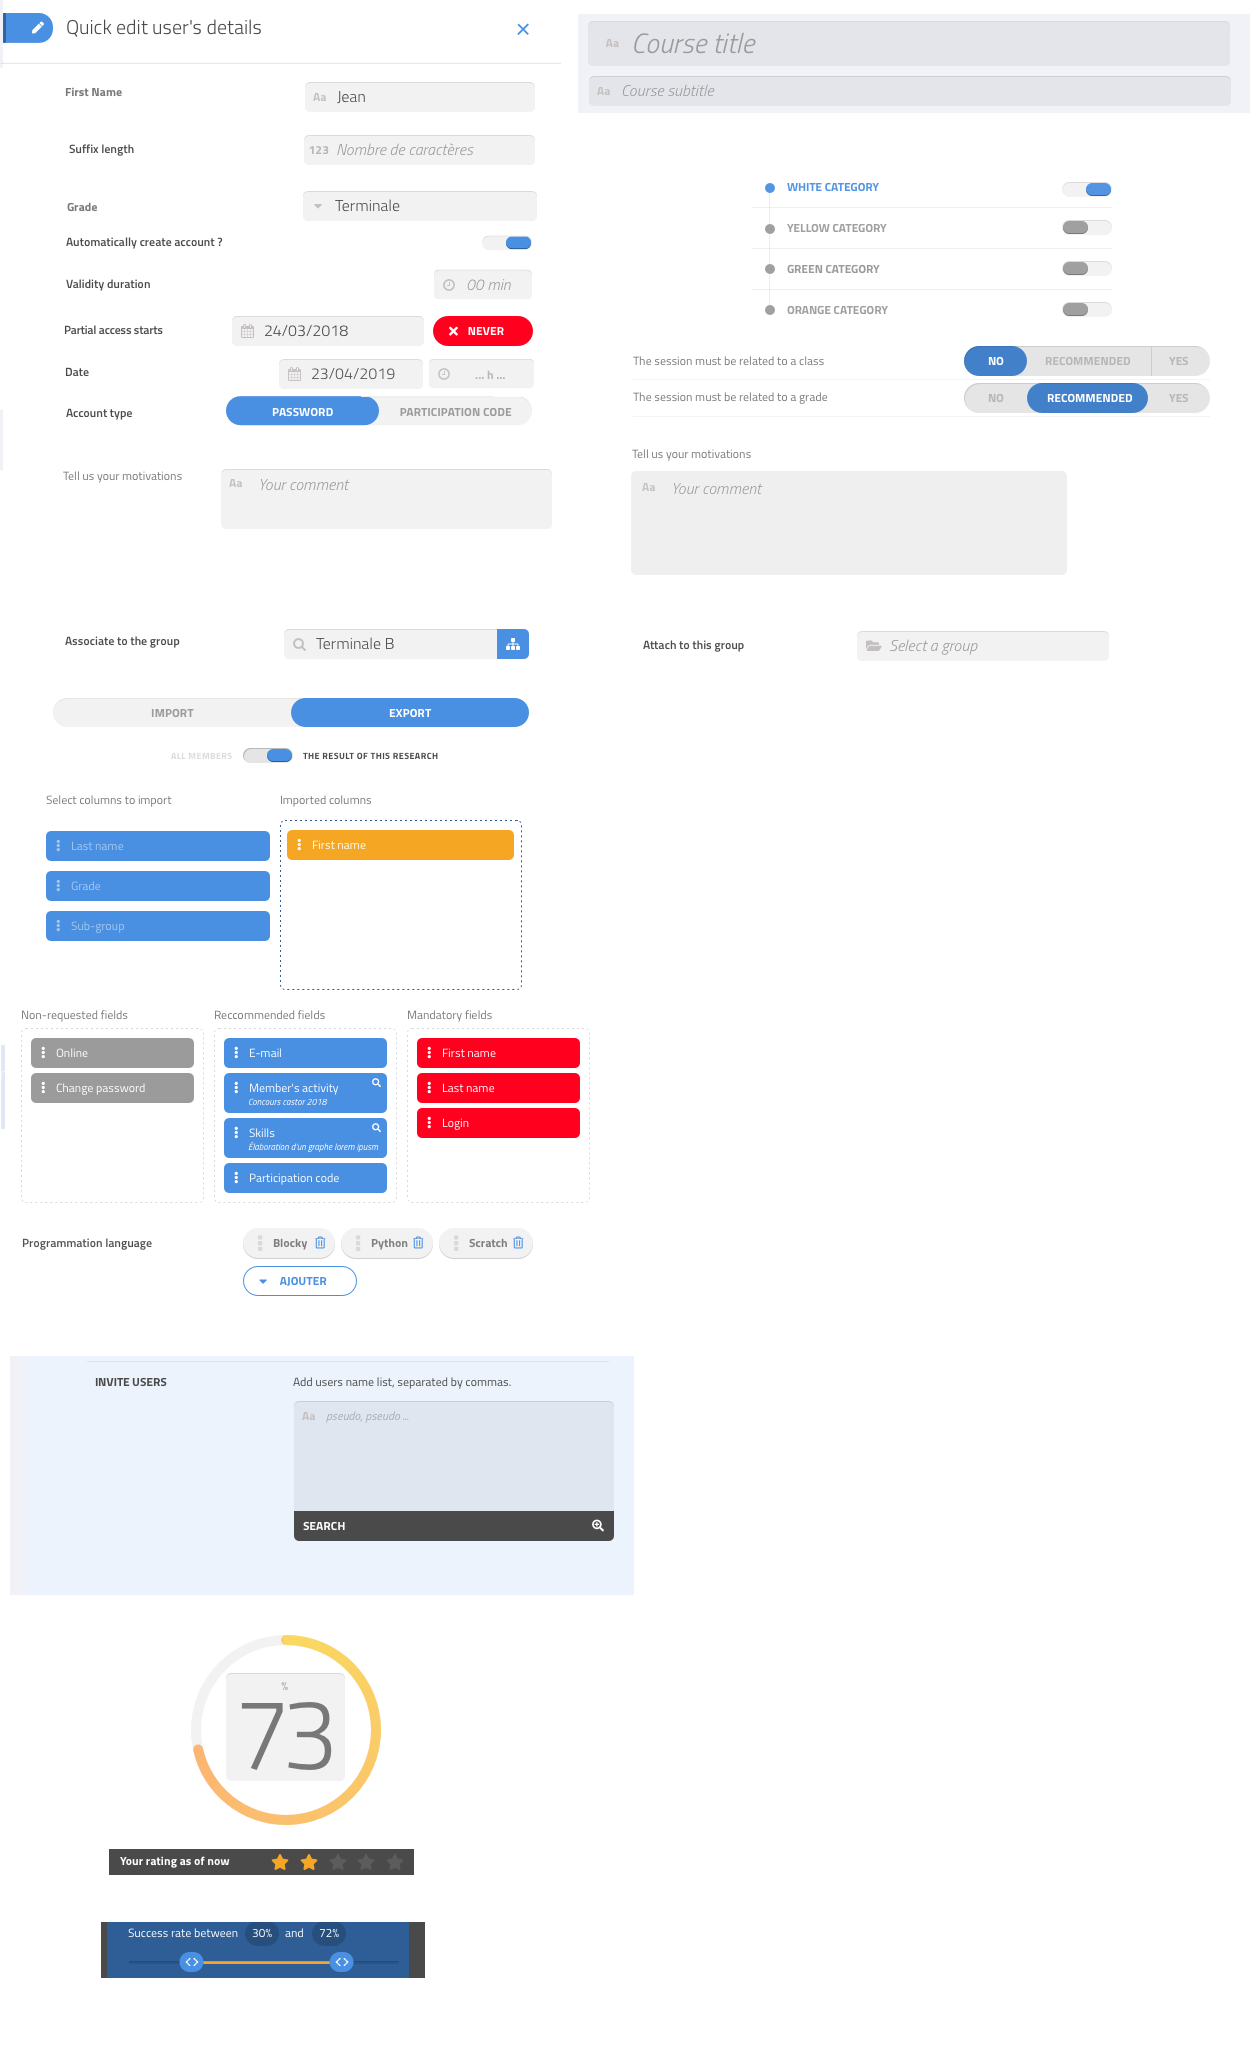 Quick edit user's details
First Name
Aa Jean
Suffix length
123 Nombre de caractères
Grade
Terminale
Automatically create account ?
Validity duration
00 min
Partial access starts
24/03/2018
NEVER
Date
23/04/2019
... h ...
Account type
PASSWORD
PARTICIPATION CODE
Tell us your motivations
Aa Your comment
Aa Course title
Aa Course subtitle
WHITE CATEGORY
YELLOW CATEGORY
GREEN CATEGORY
ORANGE CATEGORY
The session must be related to a class
NO RECOMMENDED YES
The session must be related to a grade
NO RECOMMENDED YES
Tell us your motivations
Aa Your comment
Associate to the group
Terminale B
Attach to this group
Select a group
IMPORT
EXPORT
ALL MEMBERS
THE RESULT OF THIS RESEARCH
Select columns to import
Last name
Grade
Sub-group
Imported columns
First name
Non-requested fields
Online
Change password
Reccommended fields
E-mail
Member's activity
Concours castor 2018
Skills
Élaboration d'un graphe lorem ipusm
Participation code
Mandatory fields
First name
Last name
Login
Programmation language
Blocky
Python
Scratch
AJOUTER
INVITE USERS
Add users name list, separated by commas.
Aa pseudo, pseudo ...
SEARCH
%
73
Your rating as of now
Success rate between 30% and 72%